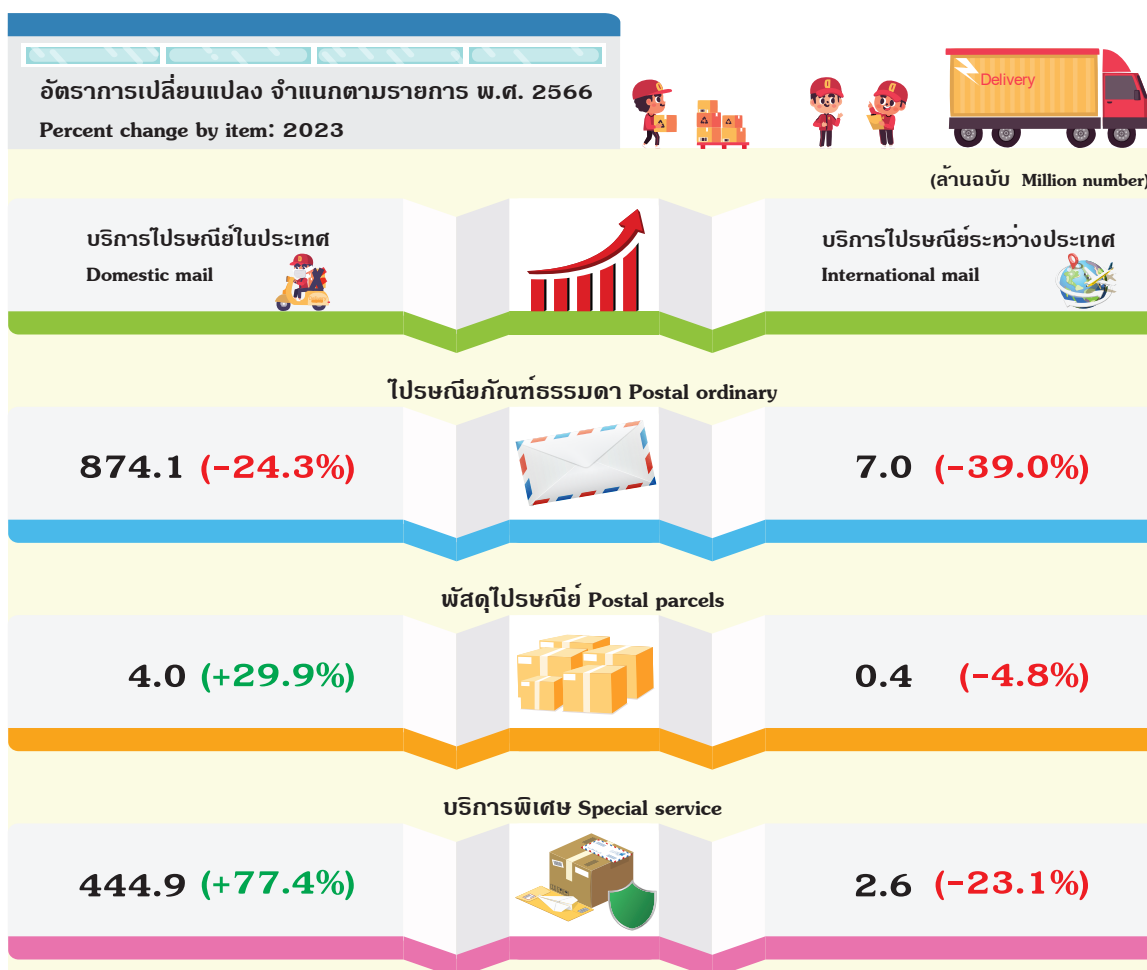 อัตราการเปลี่ยนแปลง จำแนกตามรายการ พ.ศ. 2566
Percent change by item: 2023
Delivery
(ล้านฉบับ Million number)
บริการไปรษณีย์ในประเทศ
Domestic mail
บริการไปรษณีย์ระหว่างประเทศ
International mail
ไปรษณียภัณฑ์ธรรมดา Postal ordinary
874.1 (-24.3%)
7.0 (-39.0%)
พัสดุไปรษณีย์ Postal parcels
4.0 (+29.9%)
0.4 (-4.8%)
บริการพิเศษ Special service
444.9 (+77.4%)
2.6 (-23.1%)